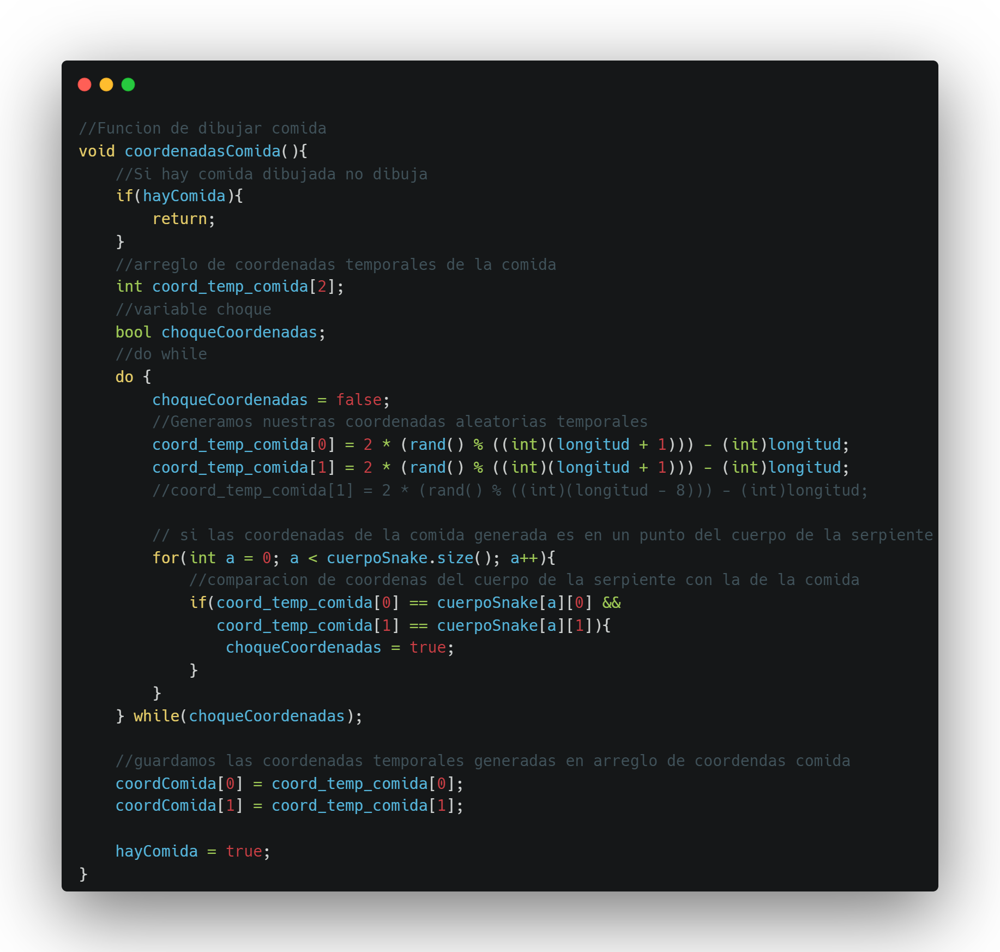 //Funcion de dibujar comida
void coordenadasComida(){
    //Si hay comida dibujada no dibuja
    if(hayComida){
        return;
    }
    //arreglo de coordenadas temporales de la comida
    int coord_temp_comida[2];
    //variable choque
    bool choqueCoordenadas;
    //do while
    do {
        choqueCoordenadas = false;
        //Generamos nuestras coordenadas aleatorias temporales
        coord_temp_comida[0] = 2 * (rand() % ((int)(longitud + 1))) - (int)longitud;
        coord_temp_comida[1] = 2 * (rand() % ((int)(longitud + 1))) - (int)longitud;
        //coord_temp_comida[1] = 2 * (rand() % ((int)(longitud - 8))) - (int)longitud;

        // si las coordenadas de la comida generada es en un punto del cuerpo de la serpiente
        for(int a = 0; a < cuerpoSnake.size(); a++){
            //comparacion de coordenas del cuerpo de la serpiente con la de la comida
            if(coord_temp_comida[0] == cuerpoSnake[a][0] &&
               coord_temp_comida[1] == cuerpoSnake[a][1]){
                choqueCoordenadas = true;
            }
        }
    } while(choqueCoordenadas);

    //guardamos las coordenadas temporales generadas en arreglo de coordendas comida
    coordComida[0] = coord_temp_comida[0];
    coordComida[1] = coord_temp_comida[1];

    hayComida = true;
}